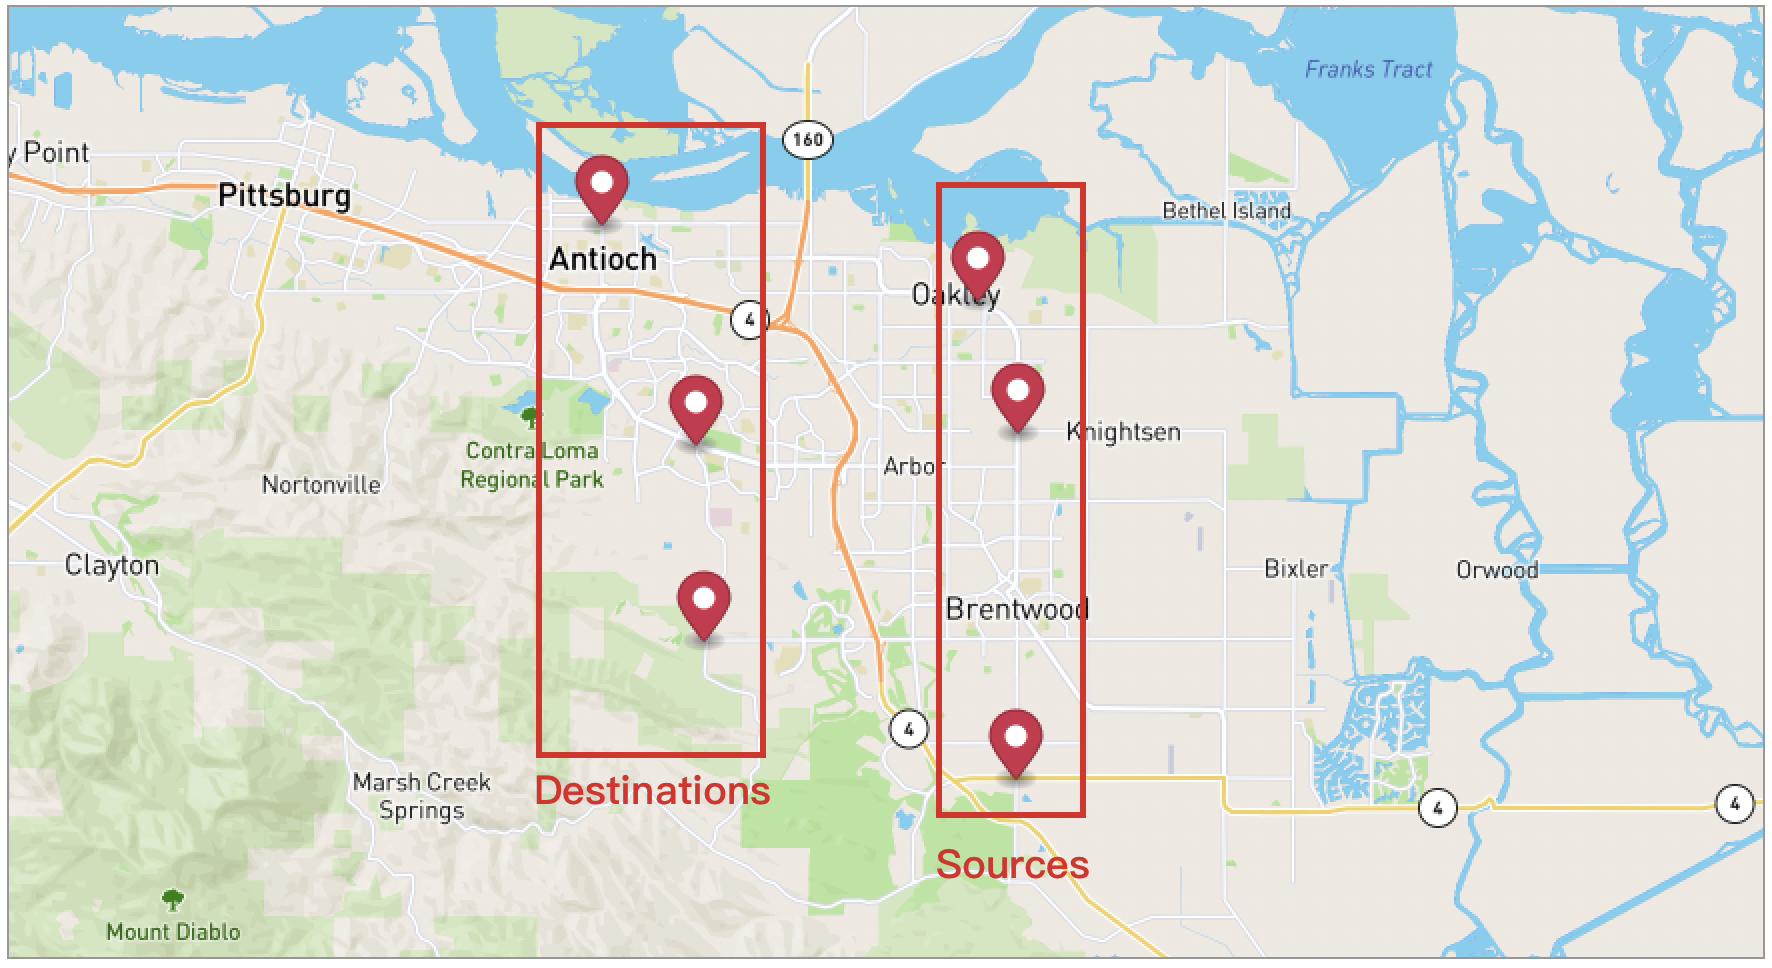 Franks Tract
160
y Point
Pittsburg
Bethel Island
Antioch
Oakley
4
Knightsen
Contra Loma
Regional Park
Arbor
Nortonville
Clayton
Bixler
Orwood
Brentwood
4
Marsh Creek
Springs
Destinations
4
4
Sources
Mount Diablo